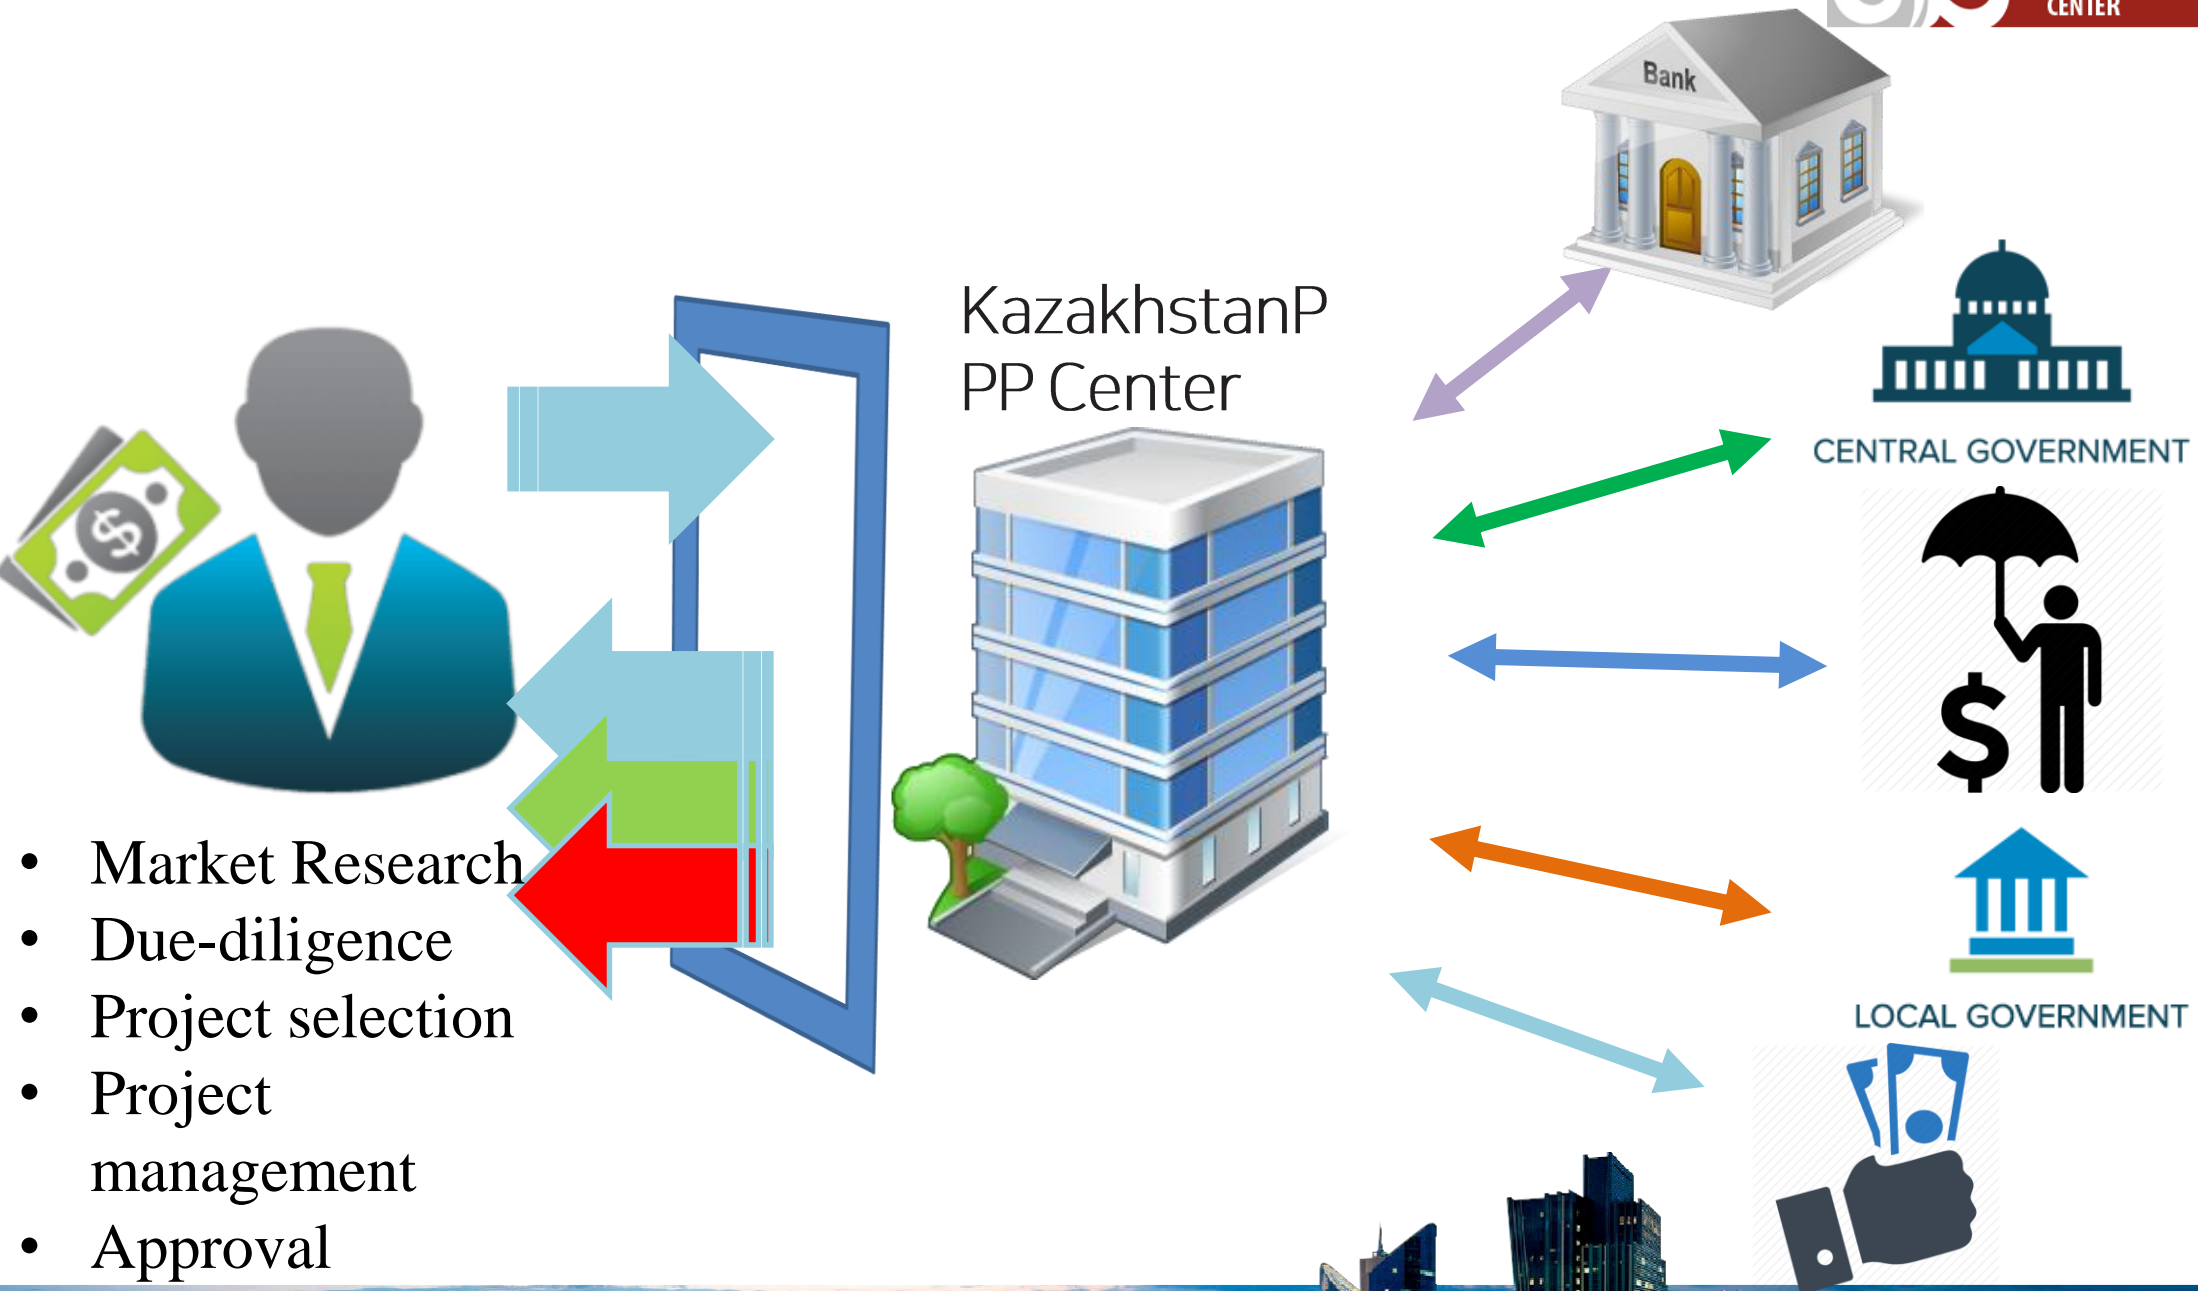 CENTER
Bank
KazakhstanP
PP Center
CENTRAL GOVERNMENT
$
$
• Market Research
• Due-diligence
• Project selection
• Project
management
• Approval
LOCAL GOVERNMENT